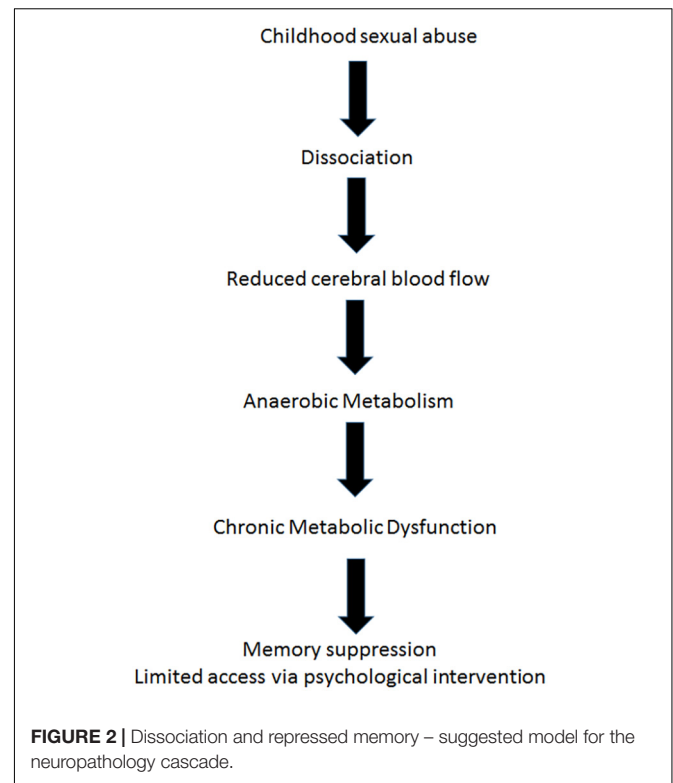 Childhood sexual abuse
Dissociation
Reduced cerebral blood flow
Anaerobic Metabolism
Chronic Metabolic Dysfunction
Memory suppression
Limited access via psychological intervention
FIGURE 2 | Dissociation and repressed memory – suggested model for the
neuropathology cascade.